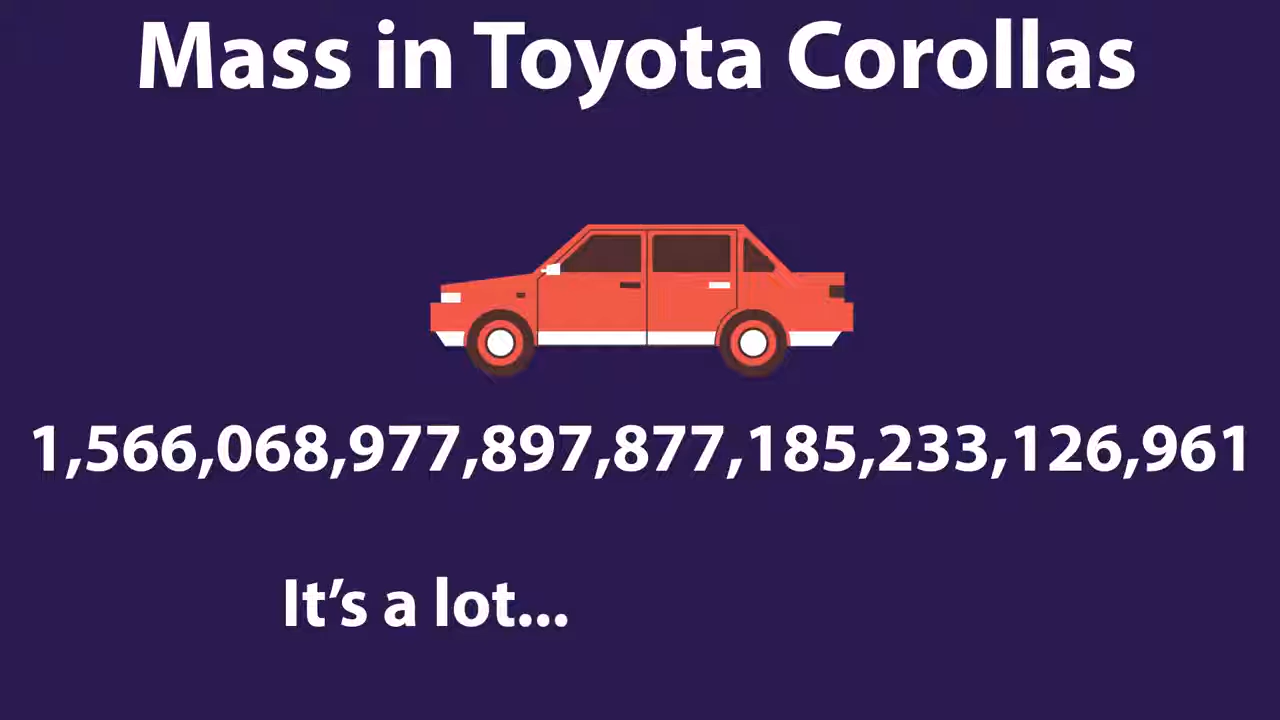 Mass in Toyota Corollas
1,566,068,977,897,877,185,233,126,961
It’s a lot...